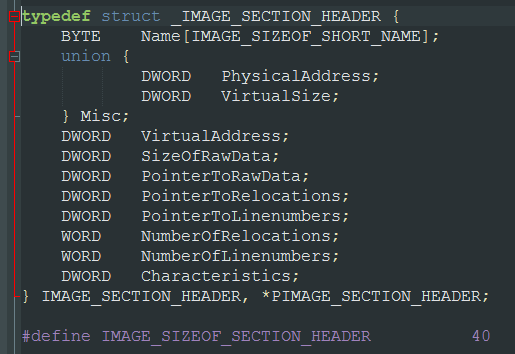 typedef struct _IMAGE_SECTION_HEADER {
    BYTE    Name[IMAGE_SIZEOF_SHORT_NAME];
    union {
            DWORD   PhysicalAddress;
            DWORD   VirtualSize;
    } Misc;
    DWORD   VirtualAddress;
    DWORD   SizeOfRawData;
    DWORD   PointerToRawData;
    DWORD   PointerToRelocations;
    DWORD   PointerToLinenumbers;
    WORD    NumberOfRelocations;
    WORD    NumberOfLinenumbers;
    DWORD   Characteristics;
} IMAGE_SECTION_HEADER, *PIMAGE_SECTION_HEADER;
#define IMAGE_SIZEOF_SECTION_HEADER          40